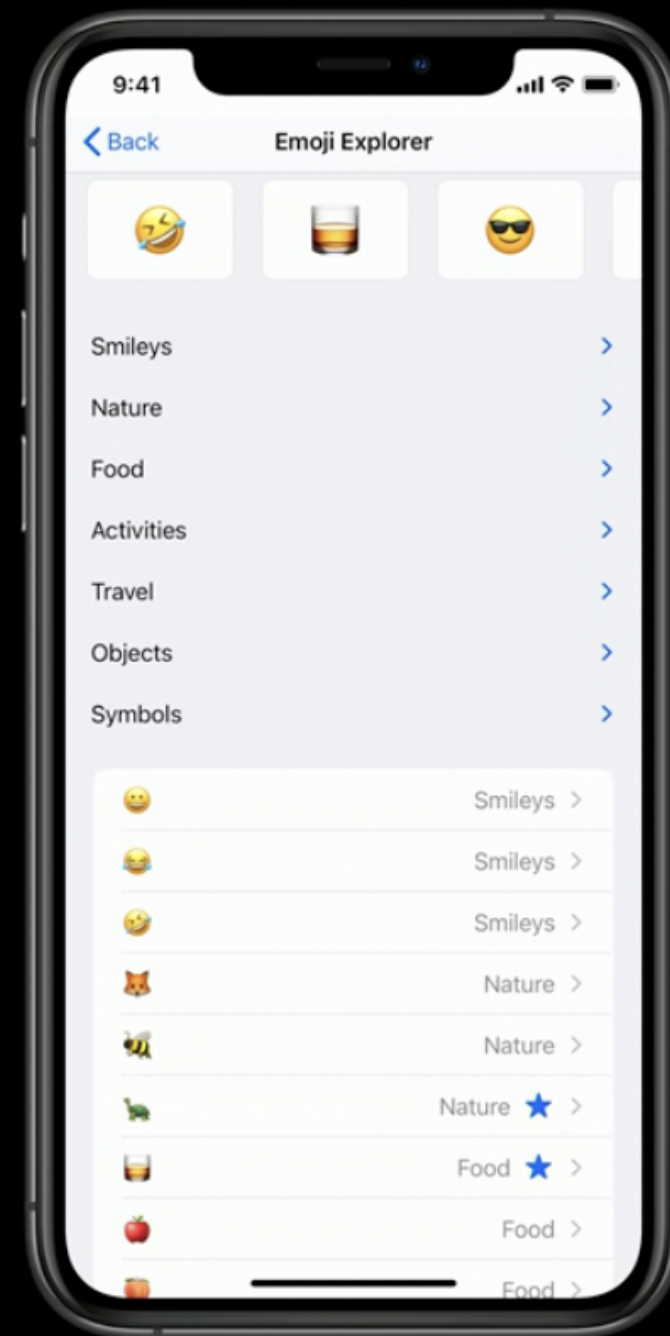 9:41
Back Emoji Explorer
Smileys
Nature
Food
Activities
Travel
Objects
Symbols
Smileys
Smileys
Smileys
Nature
Nature
Nature
Food
Food
Food